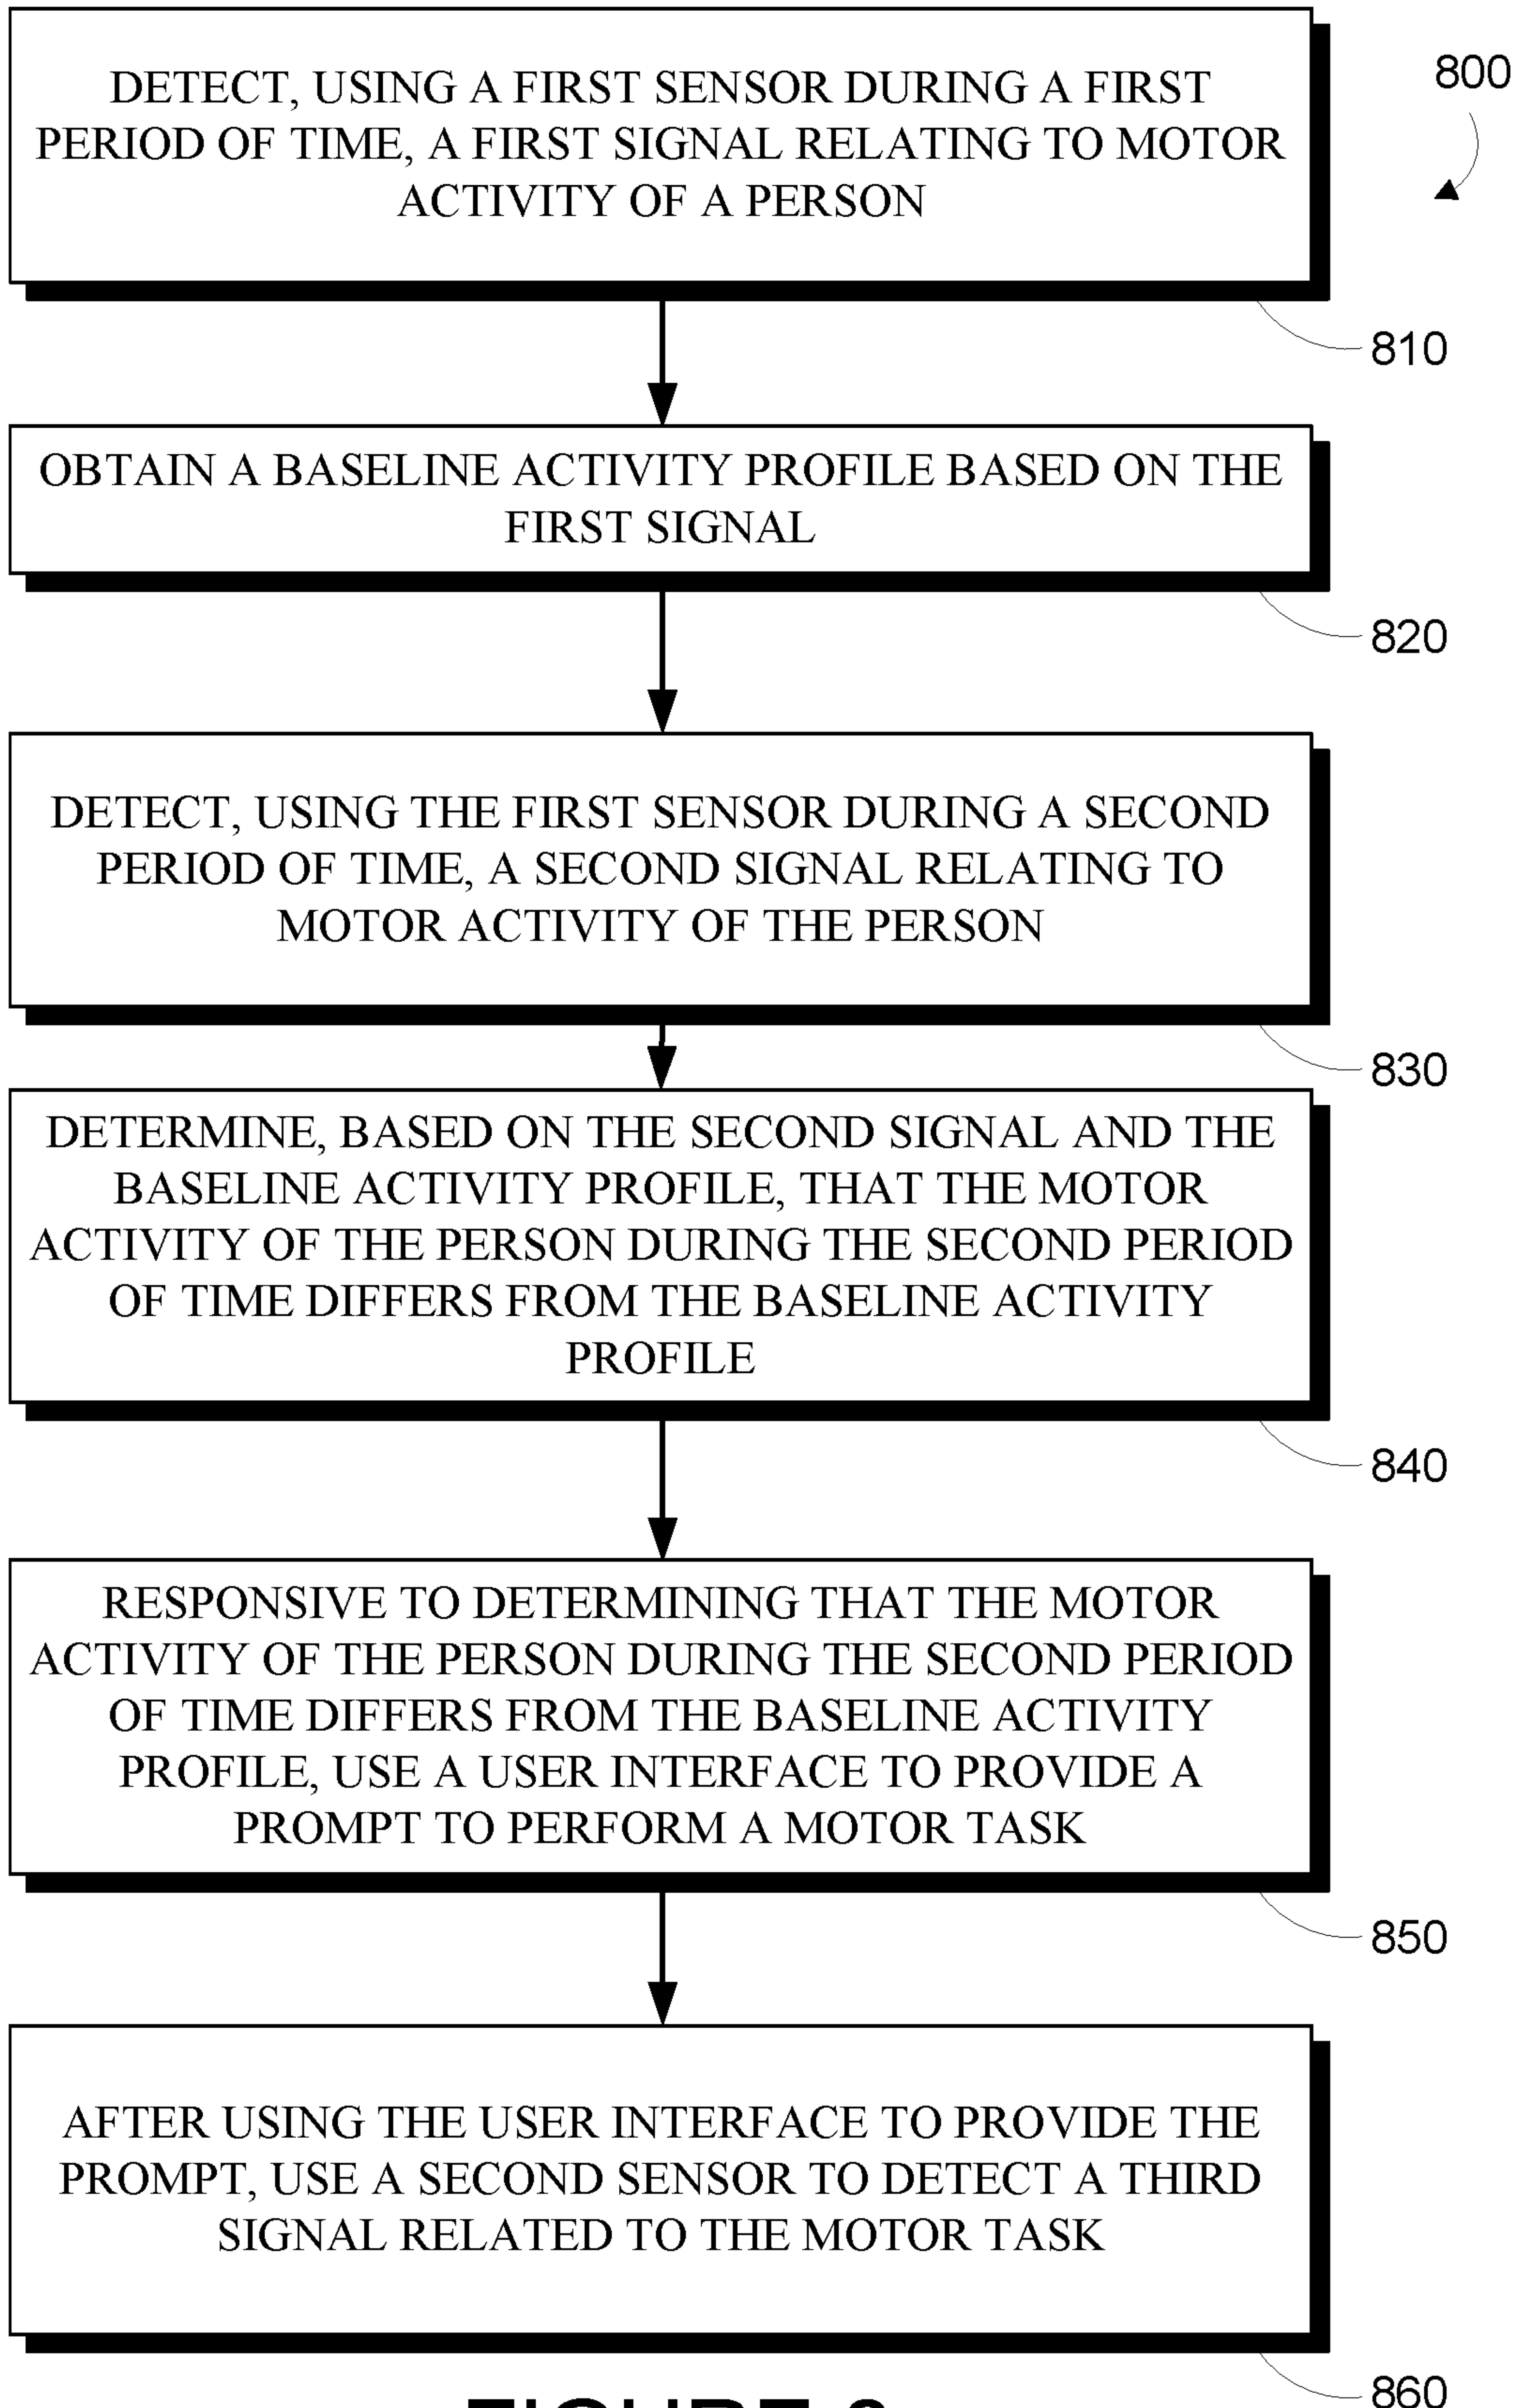 DETECT, USING A FIRST SENSOR DURING A FIRST
PERIOD OF TIME, A FIRST SIGNAL RELATING TO MOTOR
ACTIVITY OF A PERSON
800
810
OBTAIN A BASELINE ACTIVITY PROFILE BASED ON THE
FIRST SIGNAL
820
DETECT, USING THE FIRST SENSOR DURING A SECOND
PERIOD OF TIME, A SECOND SIGNAL RELATING TO
MOTOR ACTIVITY OF THE PERSON
830
DETERMINE, BASED ON THE SECOND SIGNAL AND THE
BASELINE ACTIVITY PROFILE, THAT THE MOTOR
ACTIVITY OF THE PERSON DURING THE SECOND PERIOD
OF TIME DIFFERS FROM THE BASELINE ACTIVITY
PROFILE
840
RESPONSIVE TO DETERMINING THAT THE MOTOR
ACTIVITY OF THE PERSON DURING THE SECOND PERIOD
OF TIME DIFFERS FROM THE BASELINE ACTIVITY
PROFILE, USE A USER INTERFACE TO PROVIDE A
PROMPT TO PERFORM A MOTOR TASK
850
AFTER USING THE USER INTERFACE TO PROVIDE THE
PROMPT, USE A SECOND SENSOR TO DETECT A THIRD
SIGNAL RELATED TO THE MOTOR TASK
860